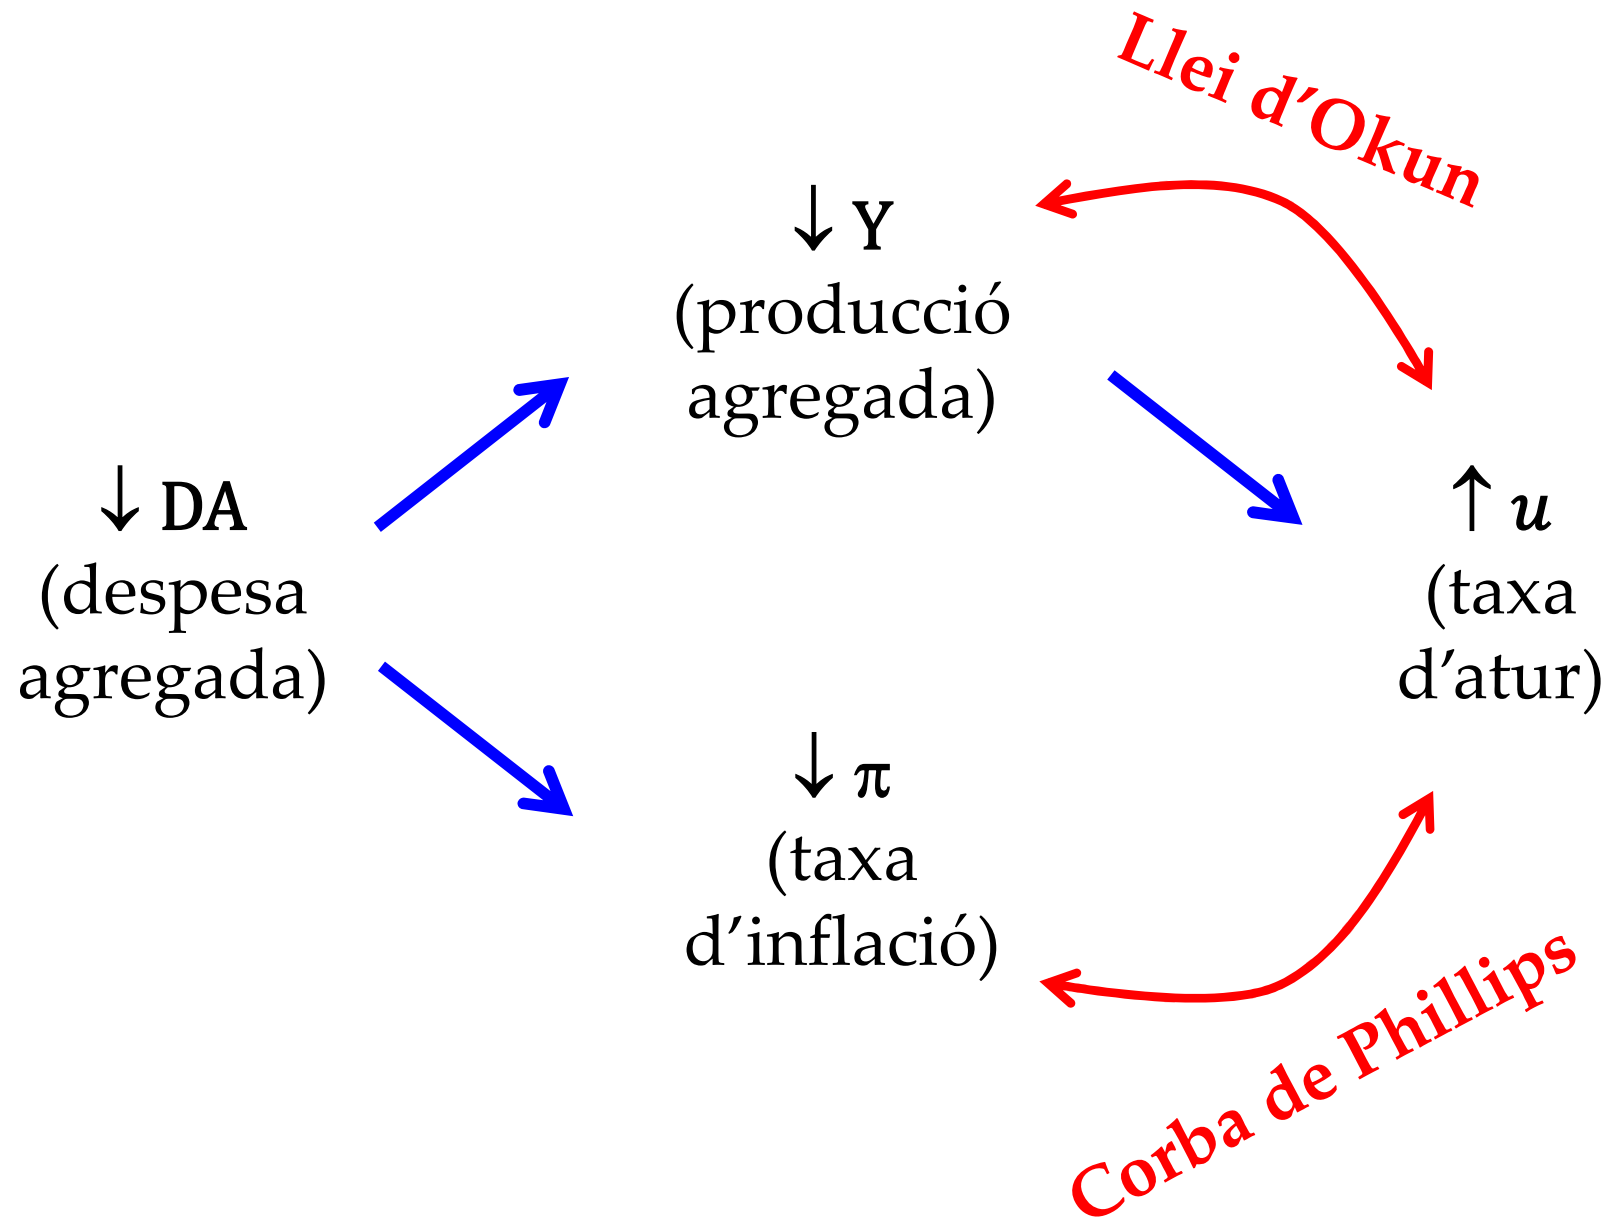 Llei d’Okun
↓ Y
(producció
agregada)
↓ DA
(despesa
agregada)
↑ u
(taxa
d’atur)
↓ π
(taxa
d’inflació)
Corba de Phillips